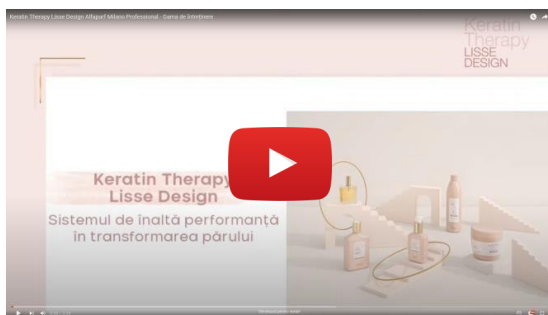 Keratin Therapy Lisse Design Alfaparf Milano Professional - Gama de întreținere
Keratin
Therapy
LISSE
DESIGN
Keratin Therapy
Lisse Design
Sistemul de înaltă performanță
în transformarea părului